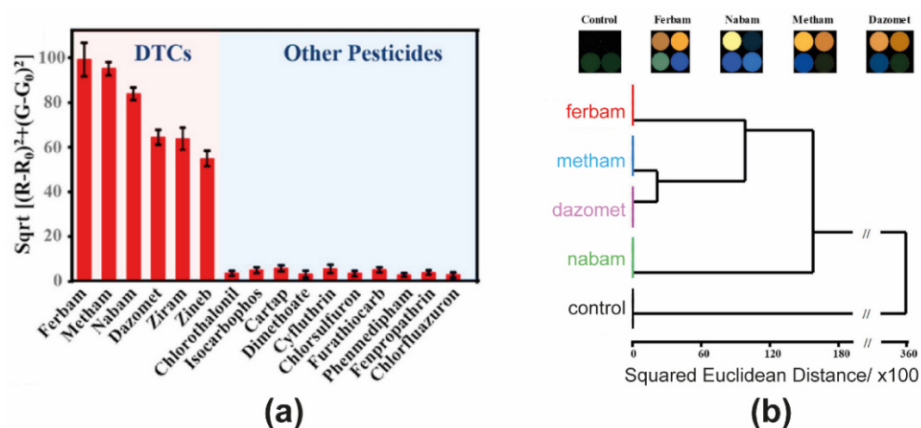 DTCs
Other Pesticides
Sqrt [(R-R₀)²+(G-G₀)²]
100
80
60
40
20
0
Ferbam
Metham
Nabam
Dazomet
Ziram
Zineb
Chlorothalonil
Isocarbophos
Cartap
Dimethoate
Cyfluthrin
Chlorsulfuron
Furathiocarb
Phenmedipham
Fenpropathrin
Chlorfluazuron
(a)
Control Ferbam Nabam Metham Dazomet
ferbam
metham
dazomet
nabam
control
// 
//
//
0 60 120 180 360
Squared Euclidean Distance/ x100
(b)